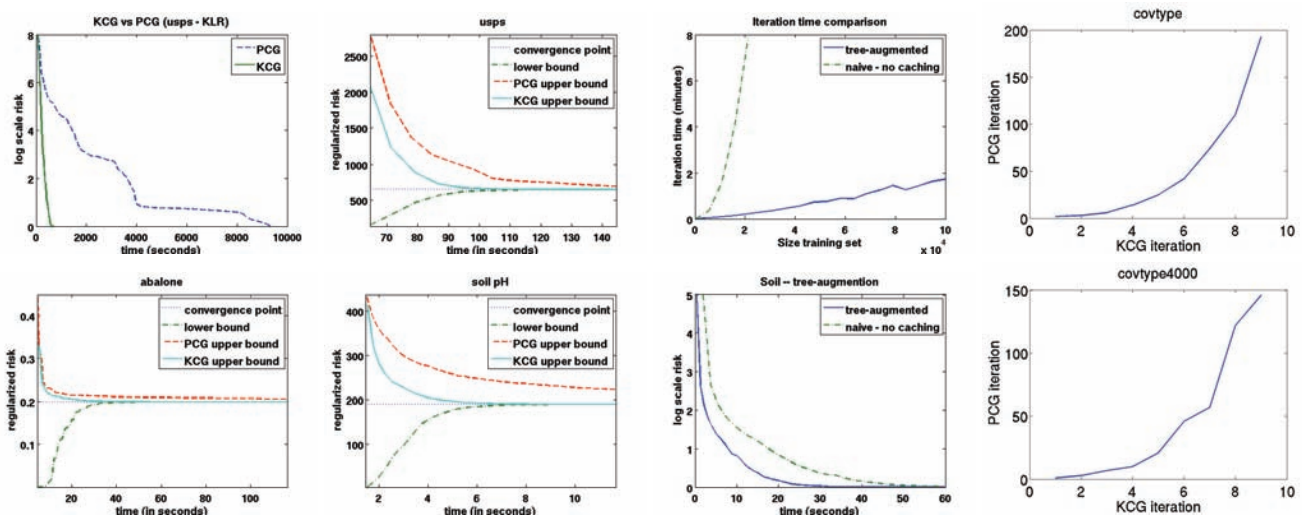 KCG vs PCG (usps - KLR)
8
6
4
2
0
log scale risk
PCG
KCG
0 2000 4000 6000 8000 10000
time (seconds)
usps
2500
2000
1500
1000
500
regularized risk
convergence point
lower bound
PCG upper bound
KCG upper bound
70 80 90 100 110 120 130 140
time (in seconds)
Iteration time comparison
8
6
4
2
0
Iteration time (minutes)
tree-augmented
naive - no caching
0 2 4 6 8 10
Size training set
x 10^4
covtype
200
150
100
50
0
PCG iteration
0 2 4 6 8 10
KCG iteration
abalone
0.4
0.3
0.2
0.1
regularized risk
convergence point
lower bound
PCG upper bound
KCG upper bound
20 40 60 80 100
time (in seconds)
soil pH
400
300
200
100
regularized risk
convergence point
lower bound
PCG upper bound
KCG upper bound
2 4 6 8 10
time (in seconds)
Soil -- tree-augmention
5
4
3
2
1
0
log scale risk
tree-augmented
naive - no caching
0 10 20 30 40 50 60
time (seconds)
covtype4000
150
100
50
0
PCG iteration
0 2 4 6 8 10
KCG iteration